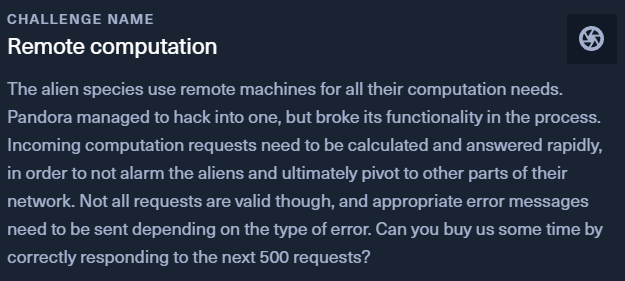 CHALLENGE NAME
Remote computation
The alien species use remote machines for all their computation needs.
Pandora managed to hack into one, but broke its functionality in the process.
Incoming computation requests need to be calculated and answered rapidly,
in order to not alarm the aliens and ultimately pivot to other parts of their
network. Not all requests are valid though, and appropriate error messages
need to be sent depending on the type of error. Can you buy us some time by
correctly responding to the next 500 requests?